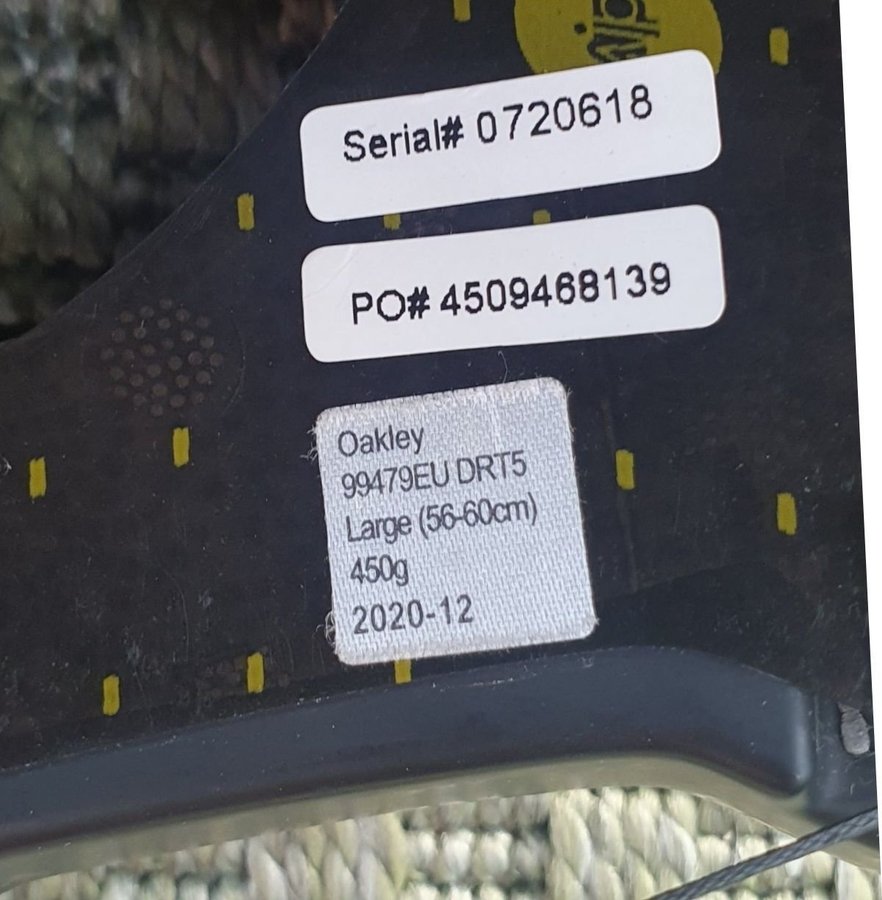 Serial# 0720618
PO# 4509468139
Oakley
99479EU DRT5
Large (56-60cm)
450g
2020-12